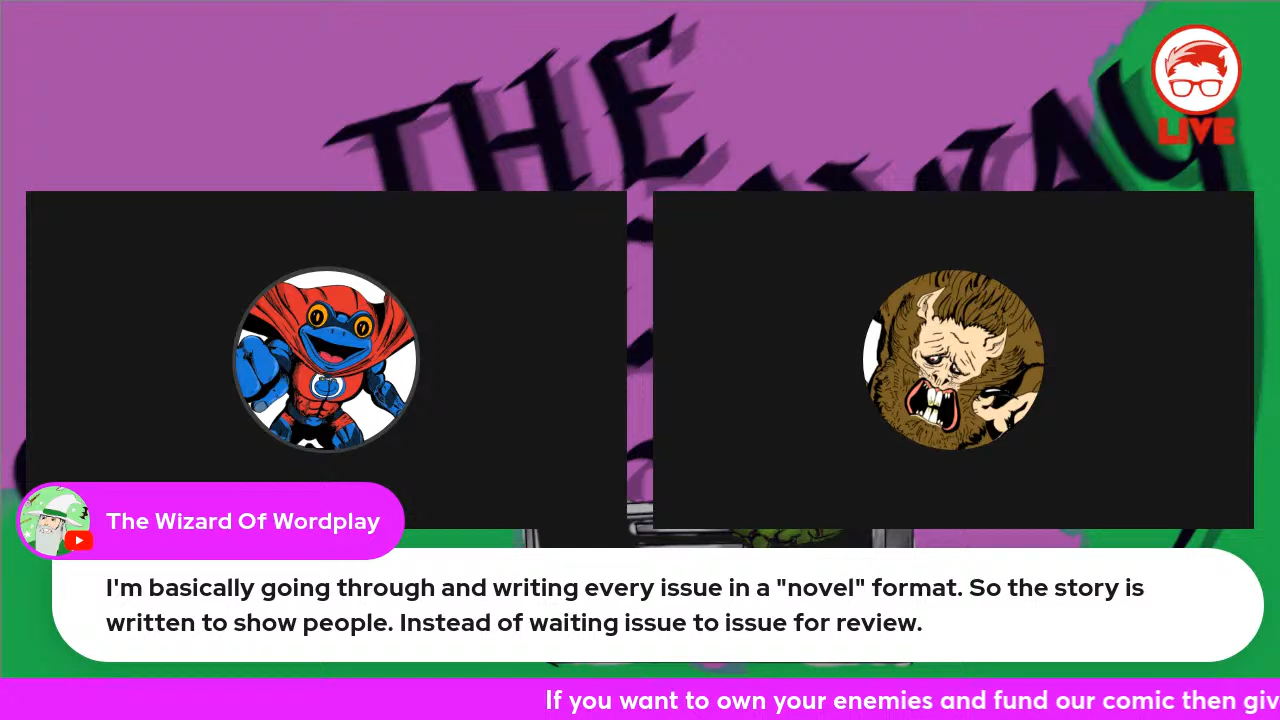 THE
LIVE
The Wizard Of Wordplay
I'm basically going through and writing every issue in a "novel" format. So the story is
written to show people. Instead of waiting issue to issue for review.
If you want to own your enemies and fund our comic then giv